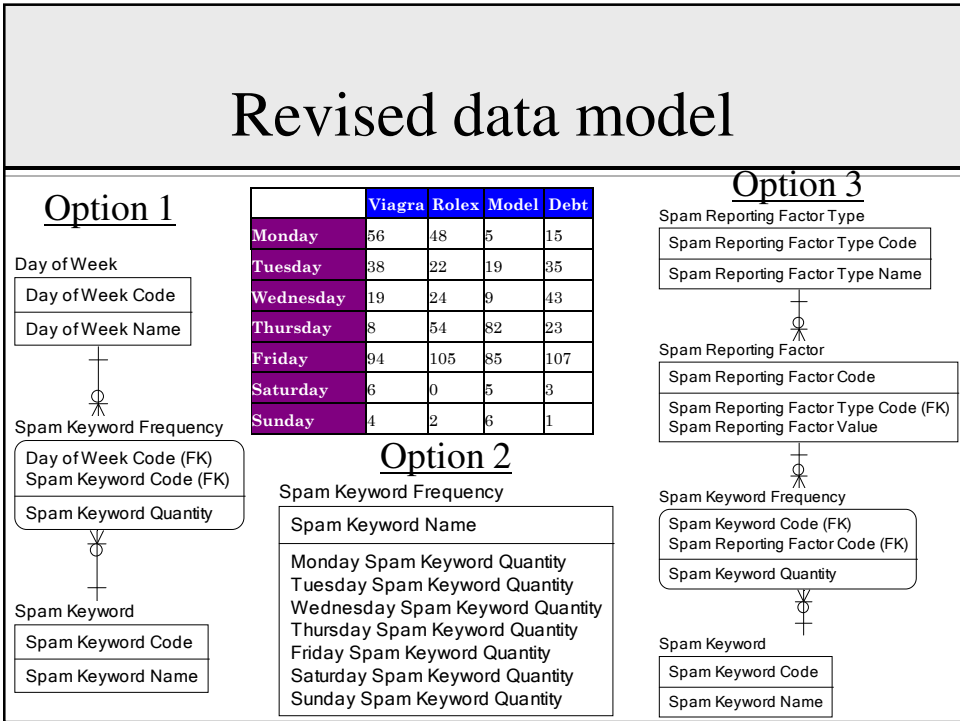 Revised data model
Option 1
Day of Week
Day of Week Code
Day of Week Name
Spam Keyword Frequency
Day of Week Code (FK)
Spam Keyword Code (FK)
Spam Keyword Quantity
Spam Keyword
Spam Keyword Code
Spam Keyword Name
Viagra Rolex Model Debt
Monday 56 48 5 15
Tuesday 38 22 19 35
Wednesday 19 24 9 43
Thursday 8 54 82 23
Friday 94 105 85 107
Saturday 6 0 5 3
Sunday 4 2 6 1
Option 2
Spam Keyword Frequency
Spam Keyword Name
Monday Spam Keyword Quantity
Tuesday Spam Keyword Quantity
Wednesday Spam Keyword Quantity
Thursday Spam Keyword Quantity
Friday Spam Keyword Quantity
Saturday Spam Keyword Quantity
Sunday Spam Keyword Quantity
Option 3
Spam Reporting Factor Type
Spam Reporting Factor Type Code
Spam Reporting Factor Type Name
Spam Reporting Factor
Spam Reporting Factor Code
Spam Reporting Factor Type Code (FK)
Spam Reporting Factor Value
Spam Keyword Frequency
Spam Keyword Code (FK)
Spam Reporting Factor Code (FK)
Spam Keyword Quantity
Spam Keyword
Spam Keyword Code
Spam Keyword Name